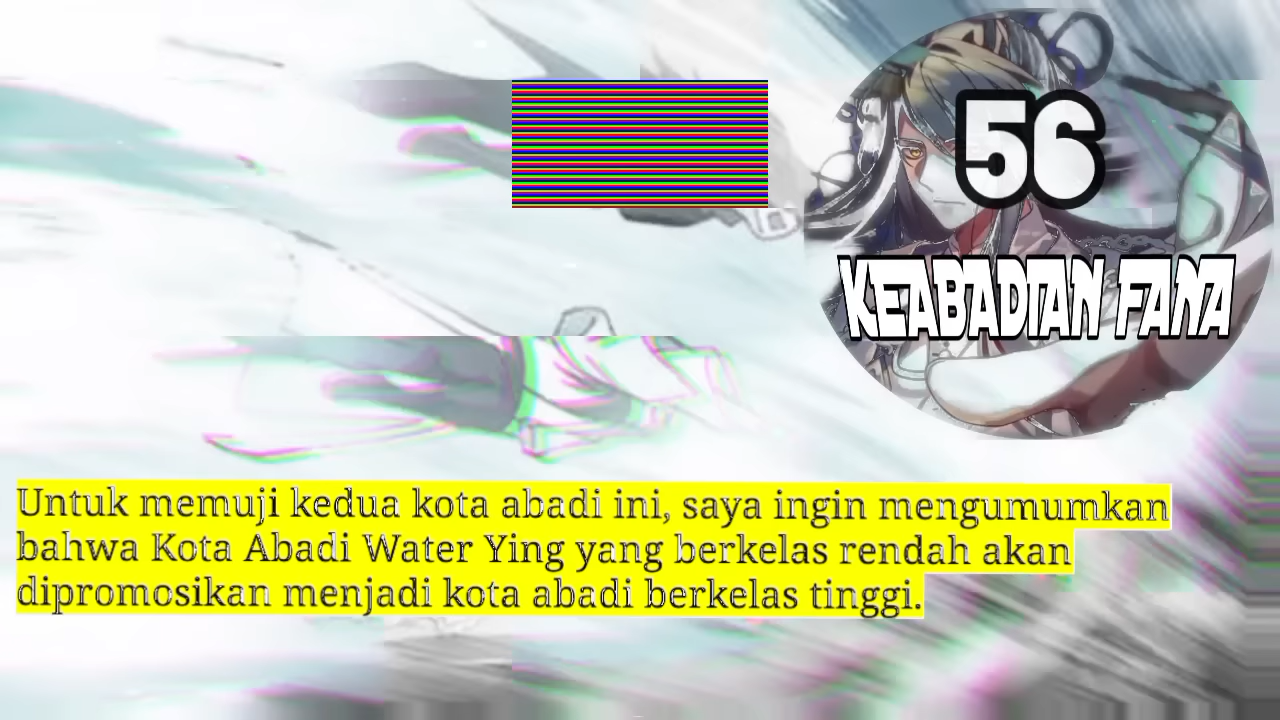 56
KEABADIAN FANA
Untuk memuji kedua kota abadi ini, saya ingin mengumumkan
bahwa Kota Abadi Water Ying yang berkelas rendah akan
dipromosikan menjadi kota abadi berkelas tinggi.